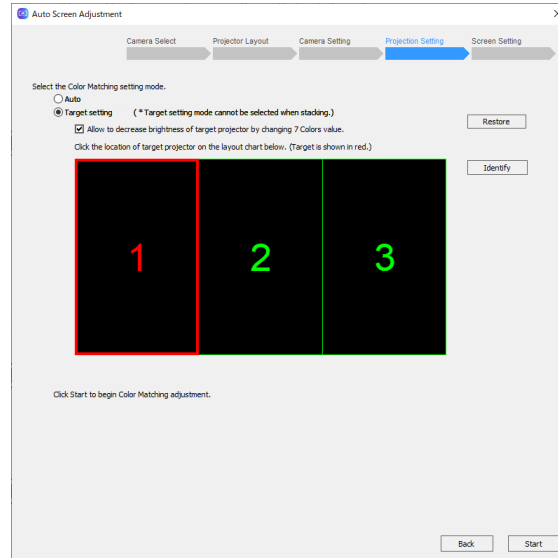 Auto Screen Adjustment
Camera Select Projector Layout Camera Setting Projection Setting Screen Setting
Select the Color Matching setting mode.
Auto
Target setting ( * Target setting mode cannot be selected when stacking.)
Restore
Allow to decrease brightness of target projector by changing 7 Colors value.
Click the location of target projector on the layout chart below. (Target is shown in red.)
Identify
1 2 3
Click Start to begin Color Matching adjustment.
Back Start